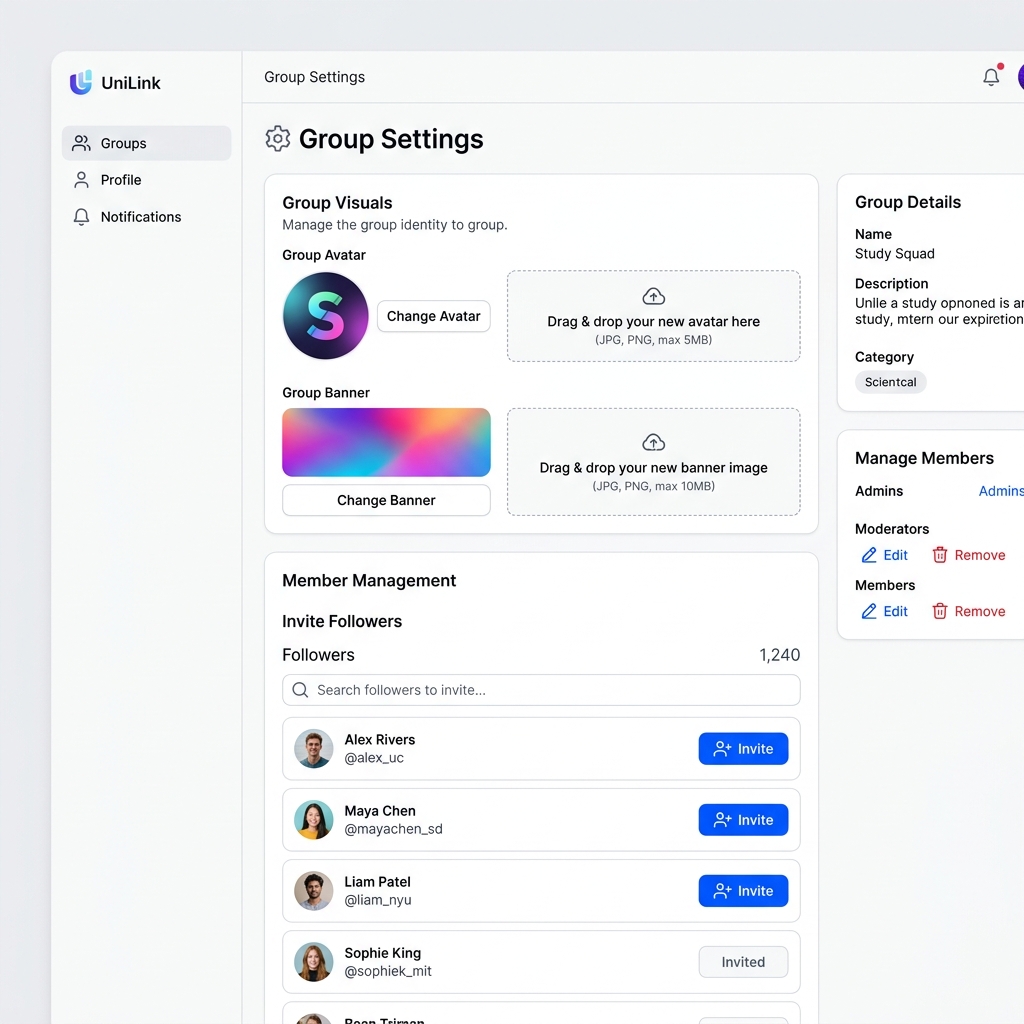 UniLink
Groups
Profile
Notifications
Group Settings
Group Settings
Group Visuals
Manage the group identity to group.
Group Avatar
Change Avatar
Drag & drop your new avatar here
(JPG, PNG, max 5MB)
Group Banner
Change Banner
Drag & drop your new banner image
(JPG, PNG, max 10MB)
Member Management
Invite Followers
Followers
1,240
Search followers to invite...
Alex Rivers
@alex_uc
Invite
Maya Chen
@mayachen_sd
Invite
Liam Patel
@liam_nyu
Invite
Sophie King
@sophiek_mit
Invited
Group Details
Name
Study Squad
Description
Unlle a study opnoned is ar
study, mtern our expirction
Category
Scientcal
Manage Members
Admins
Admins
Moderators
Edit
Remove
Members
Edit
Remove